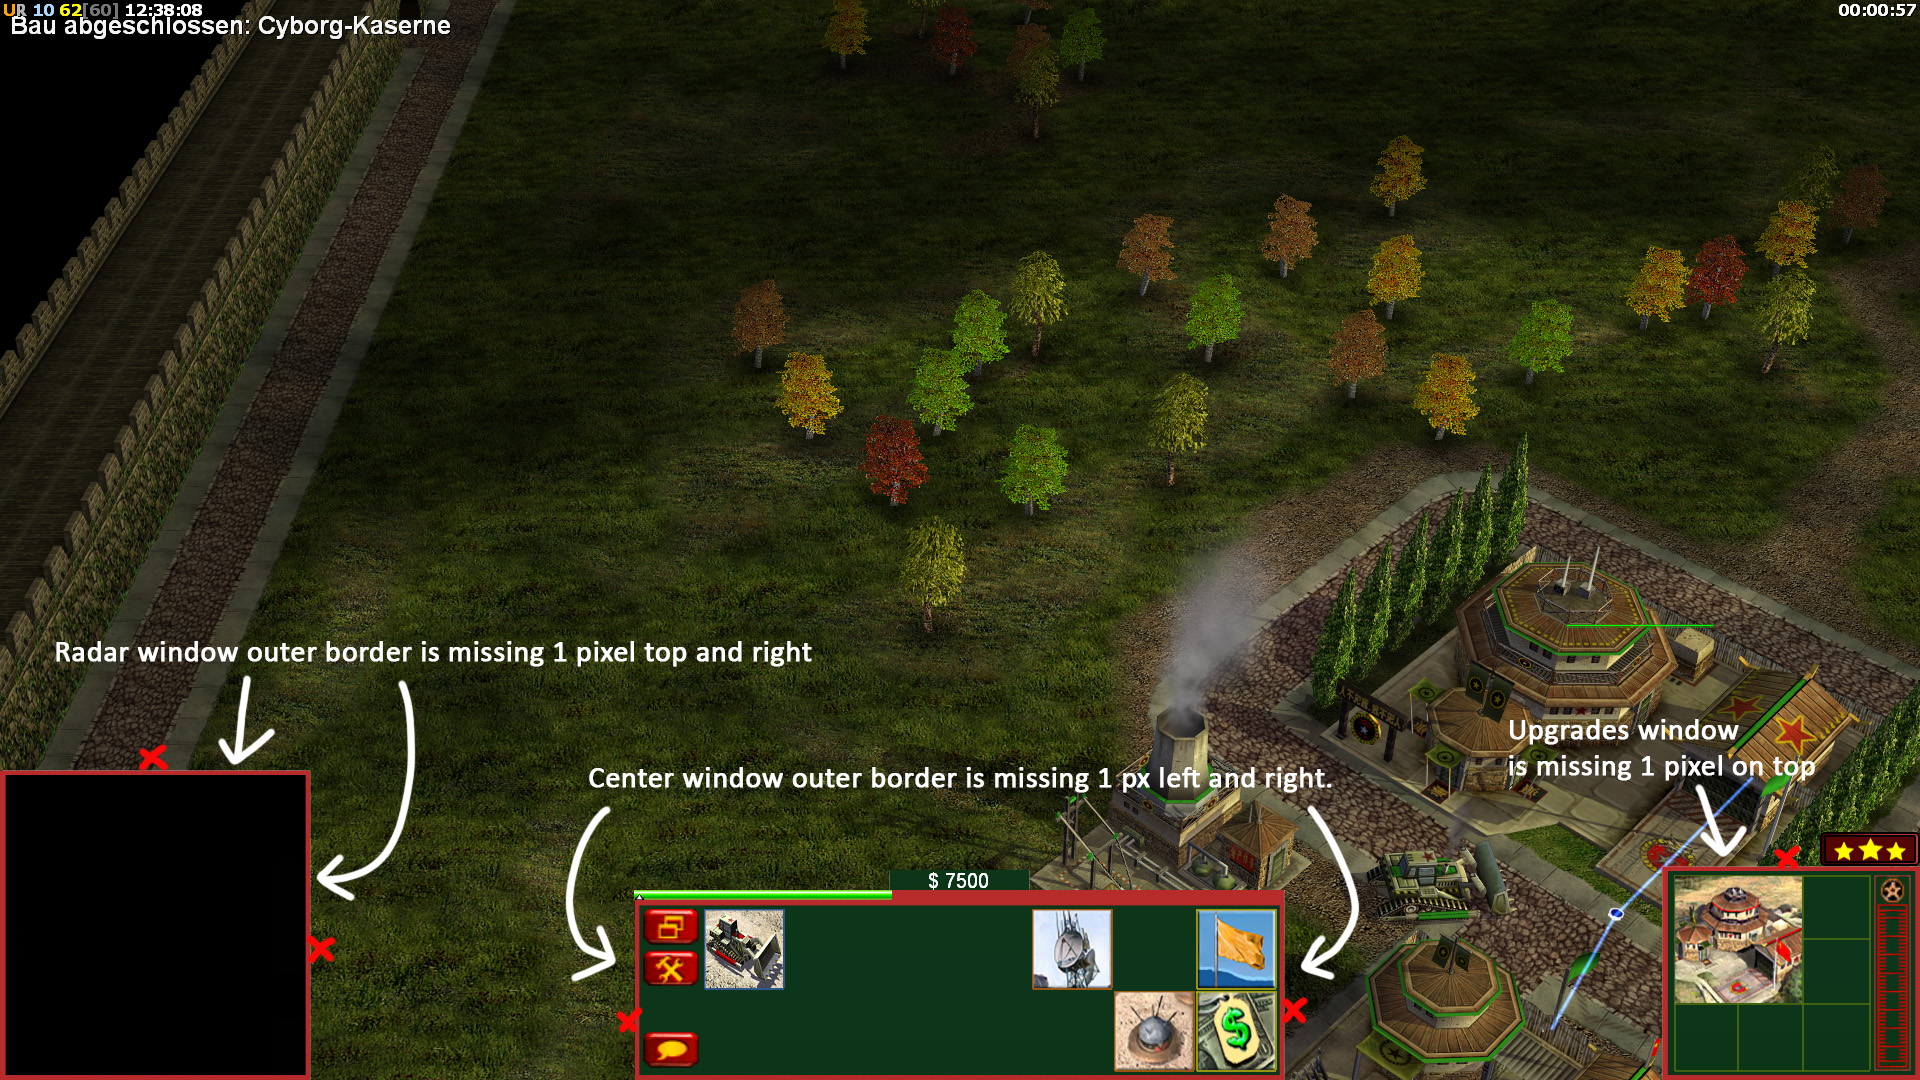 UR 10 62[60] 12:38:08
00:00:57
Bau abgeschlossen: Cyborg-Kaserne
Radar window outer border is missing 1 pixel top and right
Upgrades window
is missing 1 pixel on top
Center window outer border is missing 1 px left and right.
$ 7500